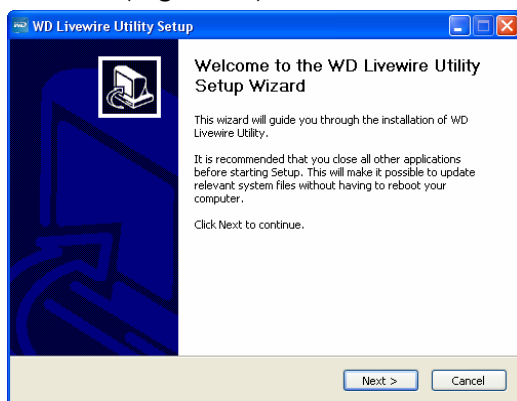 WD Livewire Utility Setup
Welcome to the WD Livewire Utility
Setup Wizard
This wizard will guide you through the installation of WD
Livewire Utility.
It is recommended that you close all other applications
before starting Setup. This will make it possible to update
relevant system files without having to reboot your
computer.
Click Next to continue.
Next >
Cancel